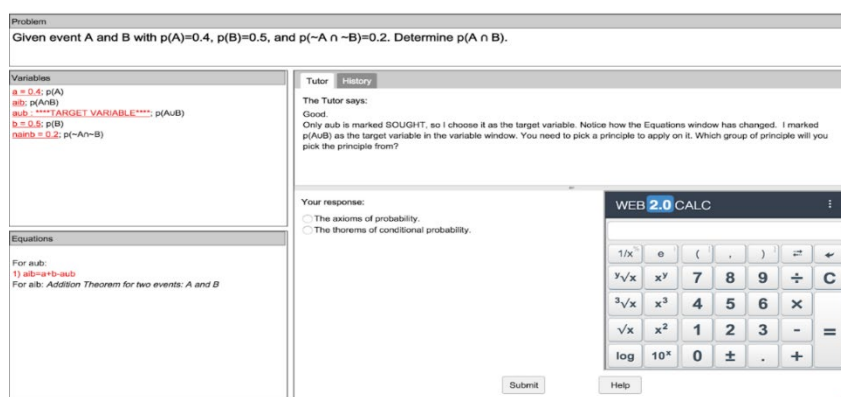 Problem
Given event A and B with p(A)=0.4, p(B)=0.5, and p(~A ∩ ~B)=0.2. Determine p(A ∩ B).
Variables
a = 0.4; p(A)
aib; p(A∩B)
aub : ****TARGET VARIABLE****; p(A∪B)
b = 0.5; p(B)
nainb = 0.2; p(~A∩~B)
Equations
For aub:
1) aib=a+b-aub
For aib: Addition Theorem for two events: A and B
Tutor History
The Tutor says:
Good.
Only aub is marked SOUGHT, so I choose it as the target variable. Notice how the Equations window has changed. I marked
p(A∪B) as the target variable in the variable window. You need to pick a principle to apply on it. Which group of principle will you
pick the principle from?
Your response:
The axioms of probability.
The thorems of conditional probability.
WEB 2.0 CALC
1/x e ( , ) ⇄
ʸ√x xʸ 7 8 9 ÷ C
³√x x³ 4 5 6 ×
√x x² 1 2 3 - =
log 10ˣ 0 ± . +
Submit Help